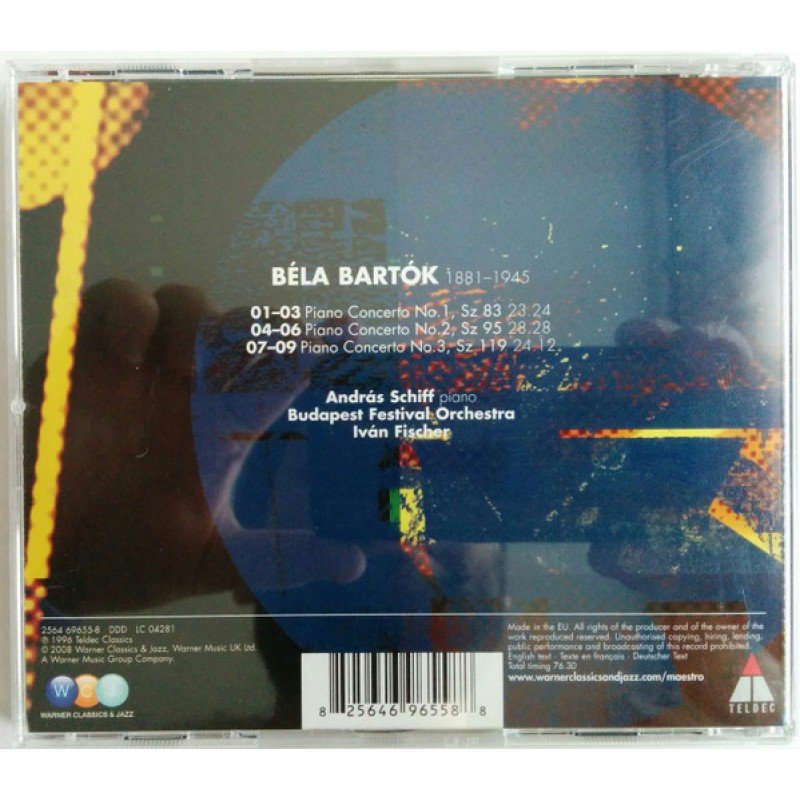 BÉLA BARTÓK 1881–1945
01–03 Piano Concerto No.1, Sz 83 23.24
04–06 Piano Concerto No.2, Sz 95 28.28
07–09 Piano Concerto No.3, Sz 119 24.12
András Schiff piano
Budapest Festival Orchestra
Iván Fischer
2564 69655-8 DDD LC 04281
℗ 1996 Teldec Classics
© 2008 Warner Classics & Jazz, Warner Music UK Ltd.
A Warner Music Group Company.
WCJ
WARNER CLASSICS & JAZZ
8 25646 96558 8
Made in the EU. All rights of the producer and of the owner of the
work reproduced reserved. Unauthorised copying, hiring, lending,
public performance and broadcasting of this record prohibited.
English text · Texte en français · Deutscher Text
Total timing 76.30
www.warnerclassicsandjazz.com/maestro
TELDEC